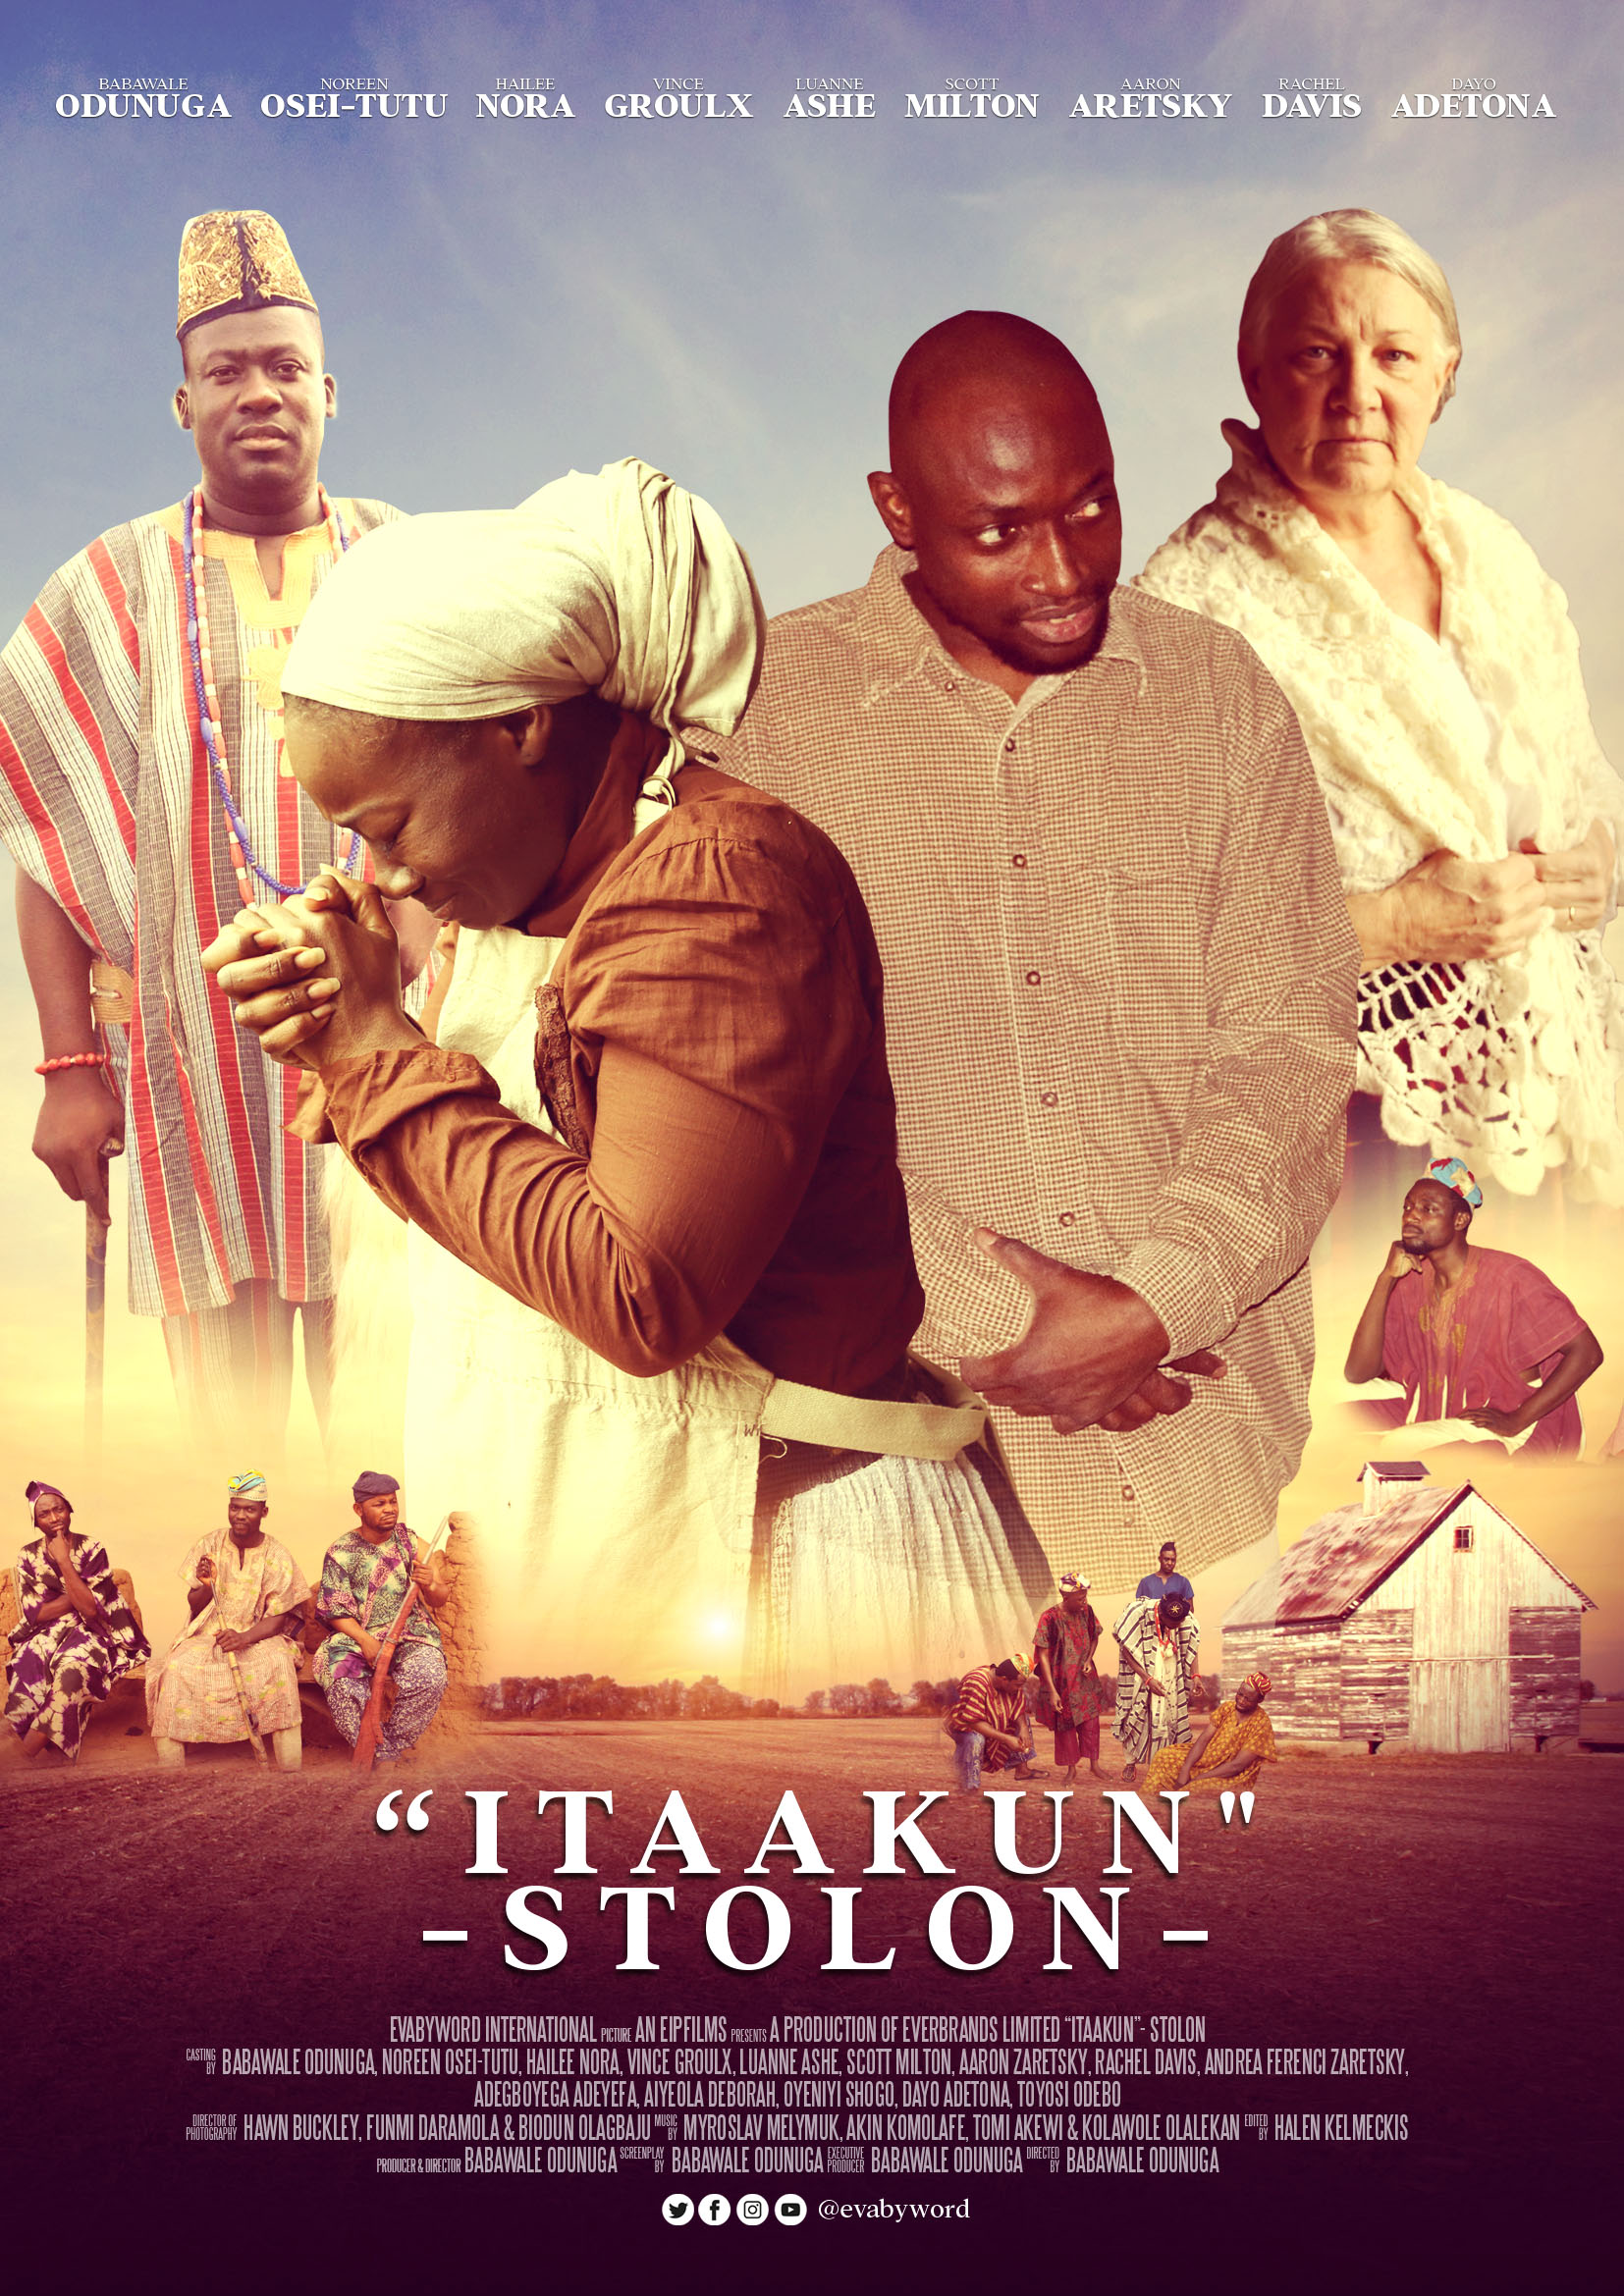 BABAWALE NOREEN HAILEE VINCE LUANNE SCOTT AARON RACHEL DAYO
ODUNUGA OSEI-TUTU NORA GROULX ASHE MILTON ARETSKY DAVIS ADETONA
“ITAAKUN"
-STOLON-
EVABYWORD INTERNATIONAL PICTURE AN EIPFILMS PRESENTS A PRODUCTION OF EVERBRANDS LIMITED “ITAAKUN”- STOLON
CASTING BY BABAWALE ODUNUGA, NOREEN OSEI-TUTU, HAILEE NORA, VINCE GROULX, LUANNE ASHE, SCOTT MILTON, AARON ZARETSKY, RACHEL DAVIS, ANDREA FERENCI ZARETSKY,
ADEGBOYEGA ADEYEFA, AIYEOLA DEBORAH, OYENIYI SHOGO, DAYO ADETONA, TOYOSI ODEBO
DIRECTOR OF PHOTOGRAPHY HAWN BUCKLEY, FUNMI DARAMOLA & BIODUN OLAGBAJU MUSIC BY MYROSLAV MELYMUK, AKIN KOMOLAFE, TOMI AKEWI & KOLAWOLE OLALEKAN EDITED BY HALEN KELMECKIS
PRODUCER & DIRECTOR BABAWALE ODUNUGA SCREENPLAY BY BABAWALE ODUNUGA EXECUTIVE PRODUCER BABAWALE ODUNUGA DIRECTED BY BABAWALE ODUNUGA
@evabyword